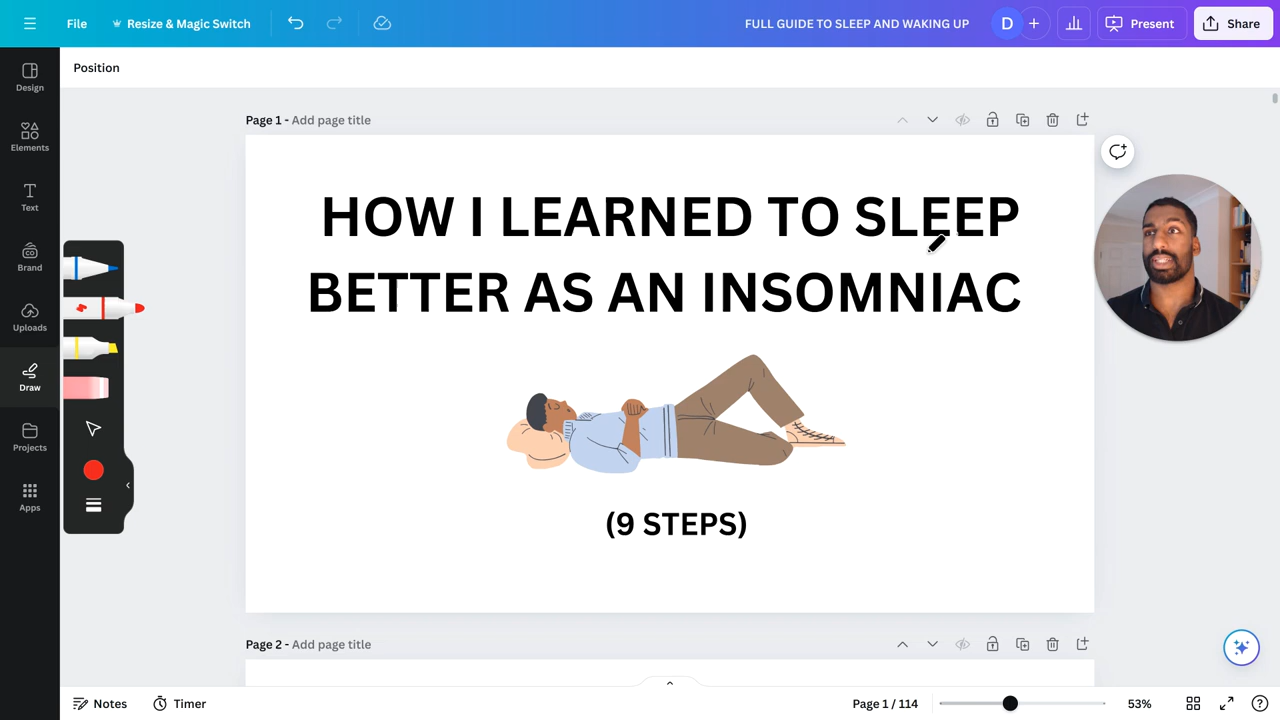 File
Resize & Magic Switch
FULL GUIDE TO SLEEP AND WAKING UP
D
Present
Share
Position
Design
Elements
Text
Brand
Uploads
Draw
Projects
Apps
Page 1 - Add page title
HOW I LEARNED TO SLEEP
BETTER AS AN INSOMNIAC
(9 STEPS)
Page 2 - Add page title
Notes
Timer
Page 1 / 114
53%